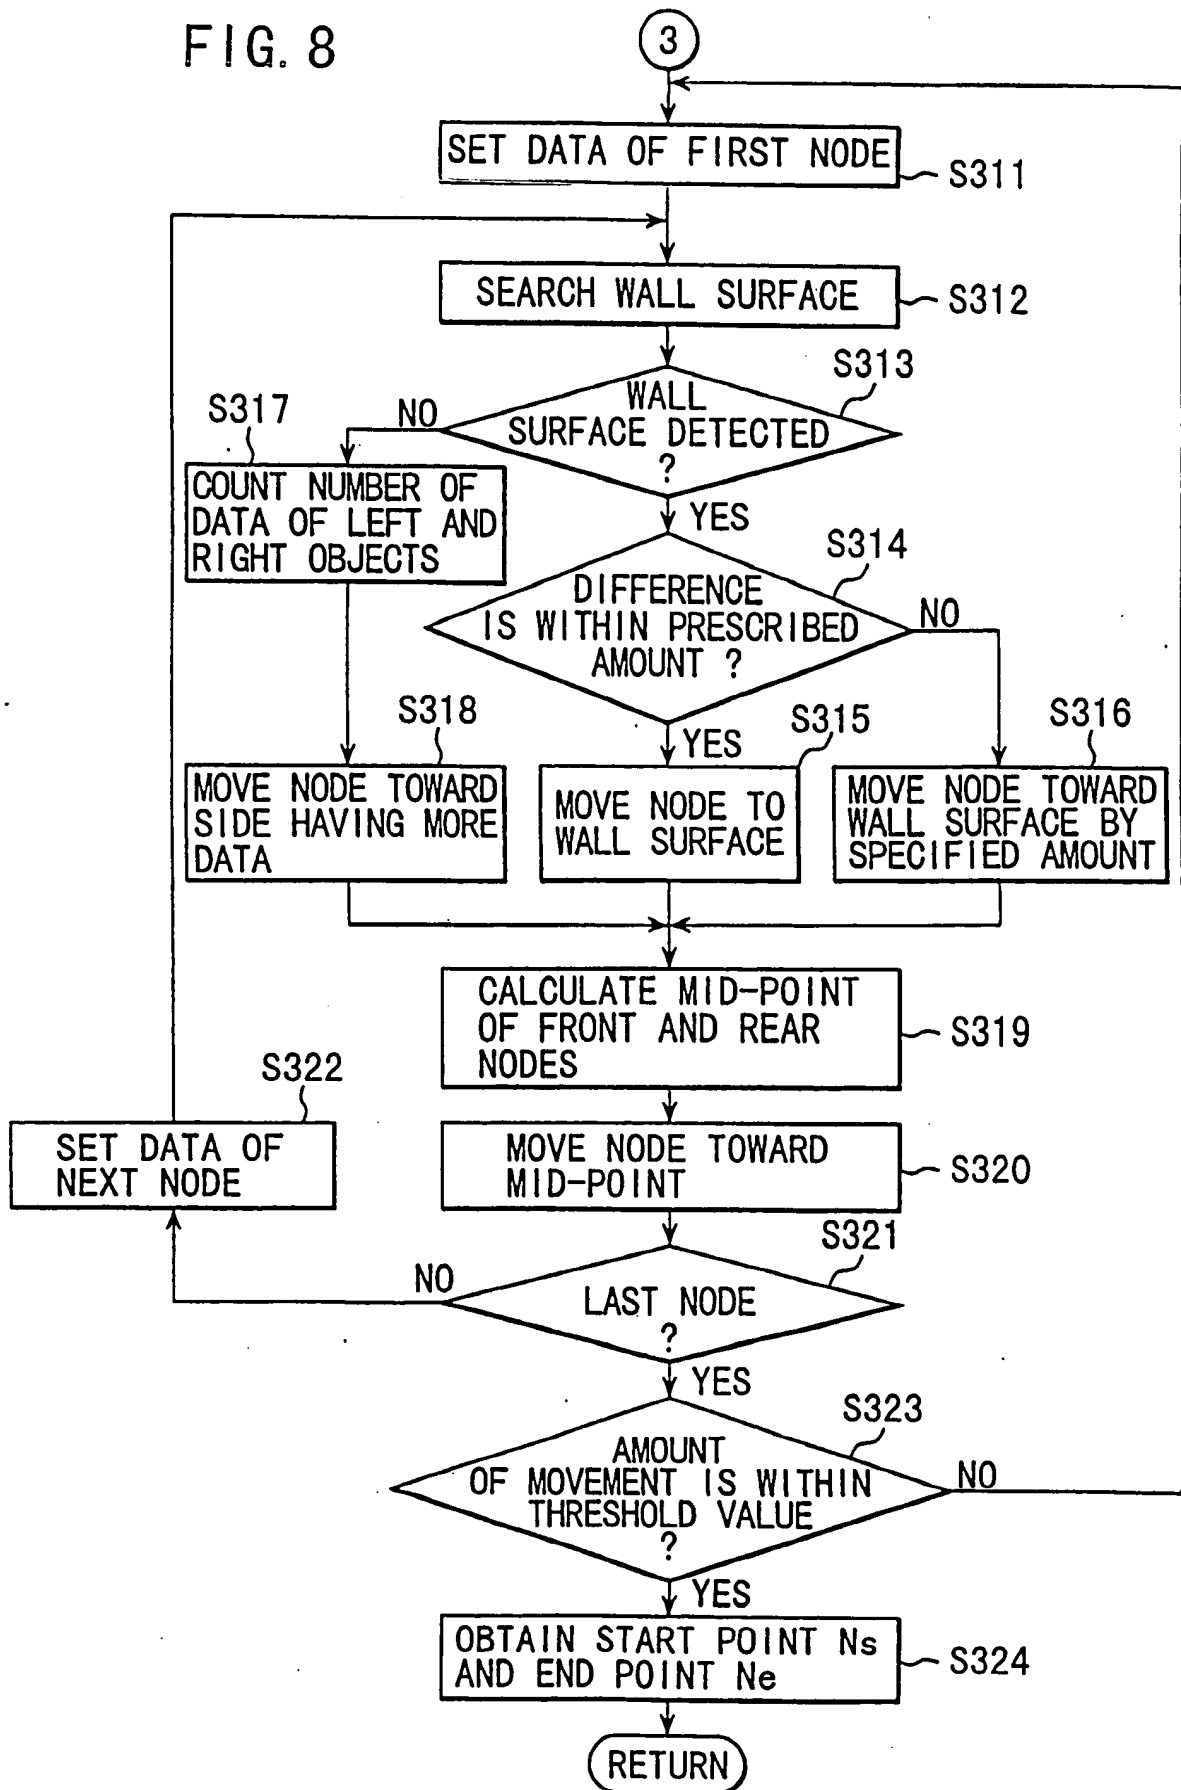 FIG. 8
3
SET DATA OF FIRST NODE
S311
SEARCH WALL SURFACE
S312
S313
WALL
SURFACE DETECTED
?
NO
YES
S317
COUNT NUMBER OF
DATA OF LEFT AND
RIGHT OBJECTS
S314
DIFFERENCE
IS WITHIN PRESCRIBED
AMOUNT ?
NO
YES
S318
MOVE NODE TOWARD
SIDE HAVING MORE
DATA
S315
MOVE NODE TO
WALL SURFACE
S316
MOVE NODE TOWARD
WALL SURFACE BY
SPECIFIED AMOUNT
CALCULATE MID-POINT
OF FRONT AND REAR
NODES
S319
S322
SET DATA OF
NEXT NODE
MOVE NODE TOWARD
MID-POINT
S320
S321
NO
LAST NODE
?
YES
S323
AMOUNT
OF MOVEMENT IS WITHIN
THRESHOLD VALUE
?
NO
YES
OBTAIN START POINT Ns
AND END POINT Ne
S324
RETURN